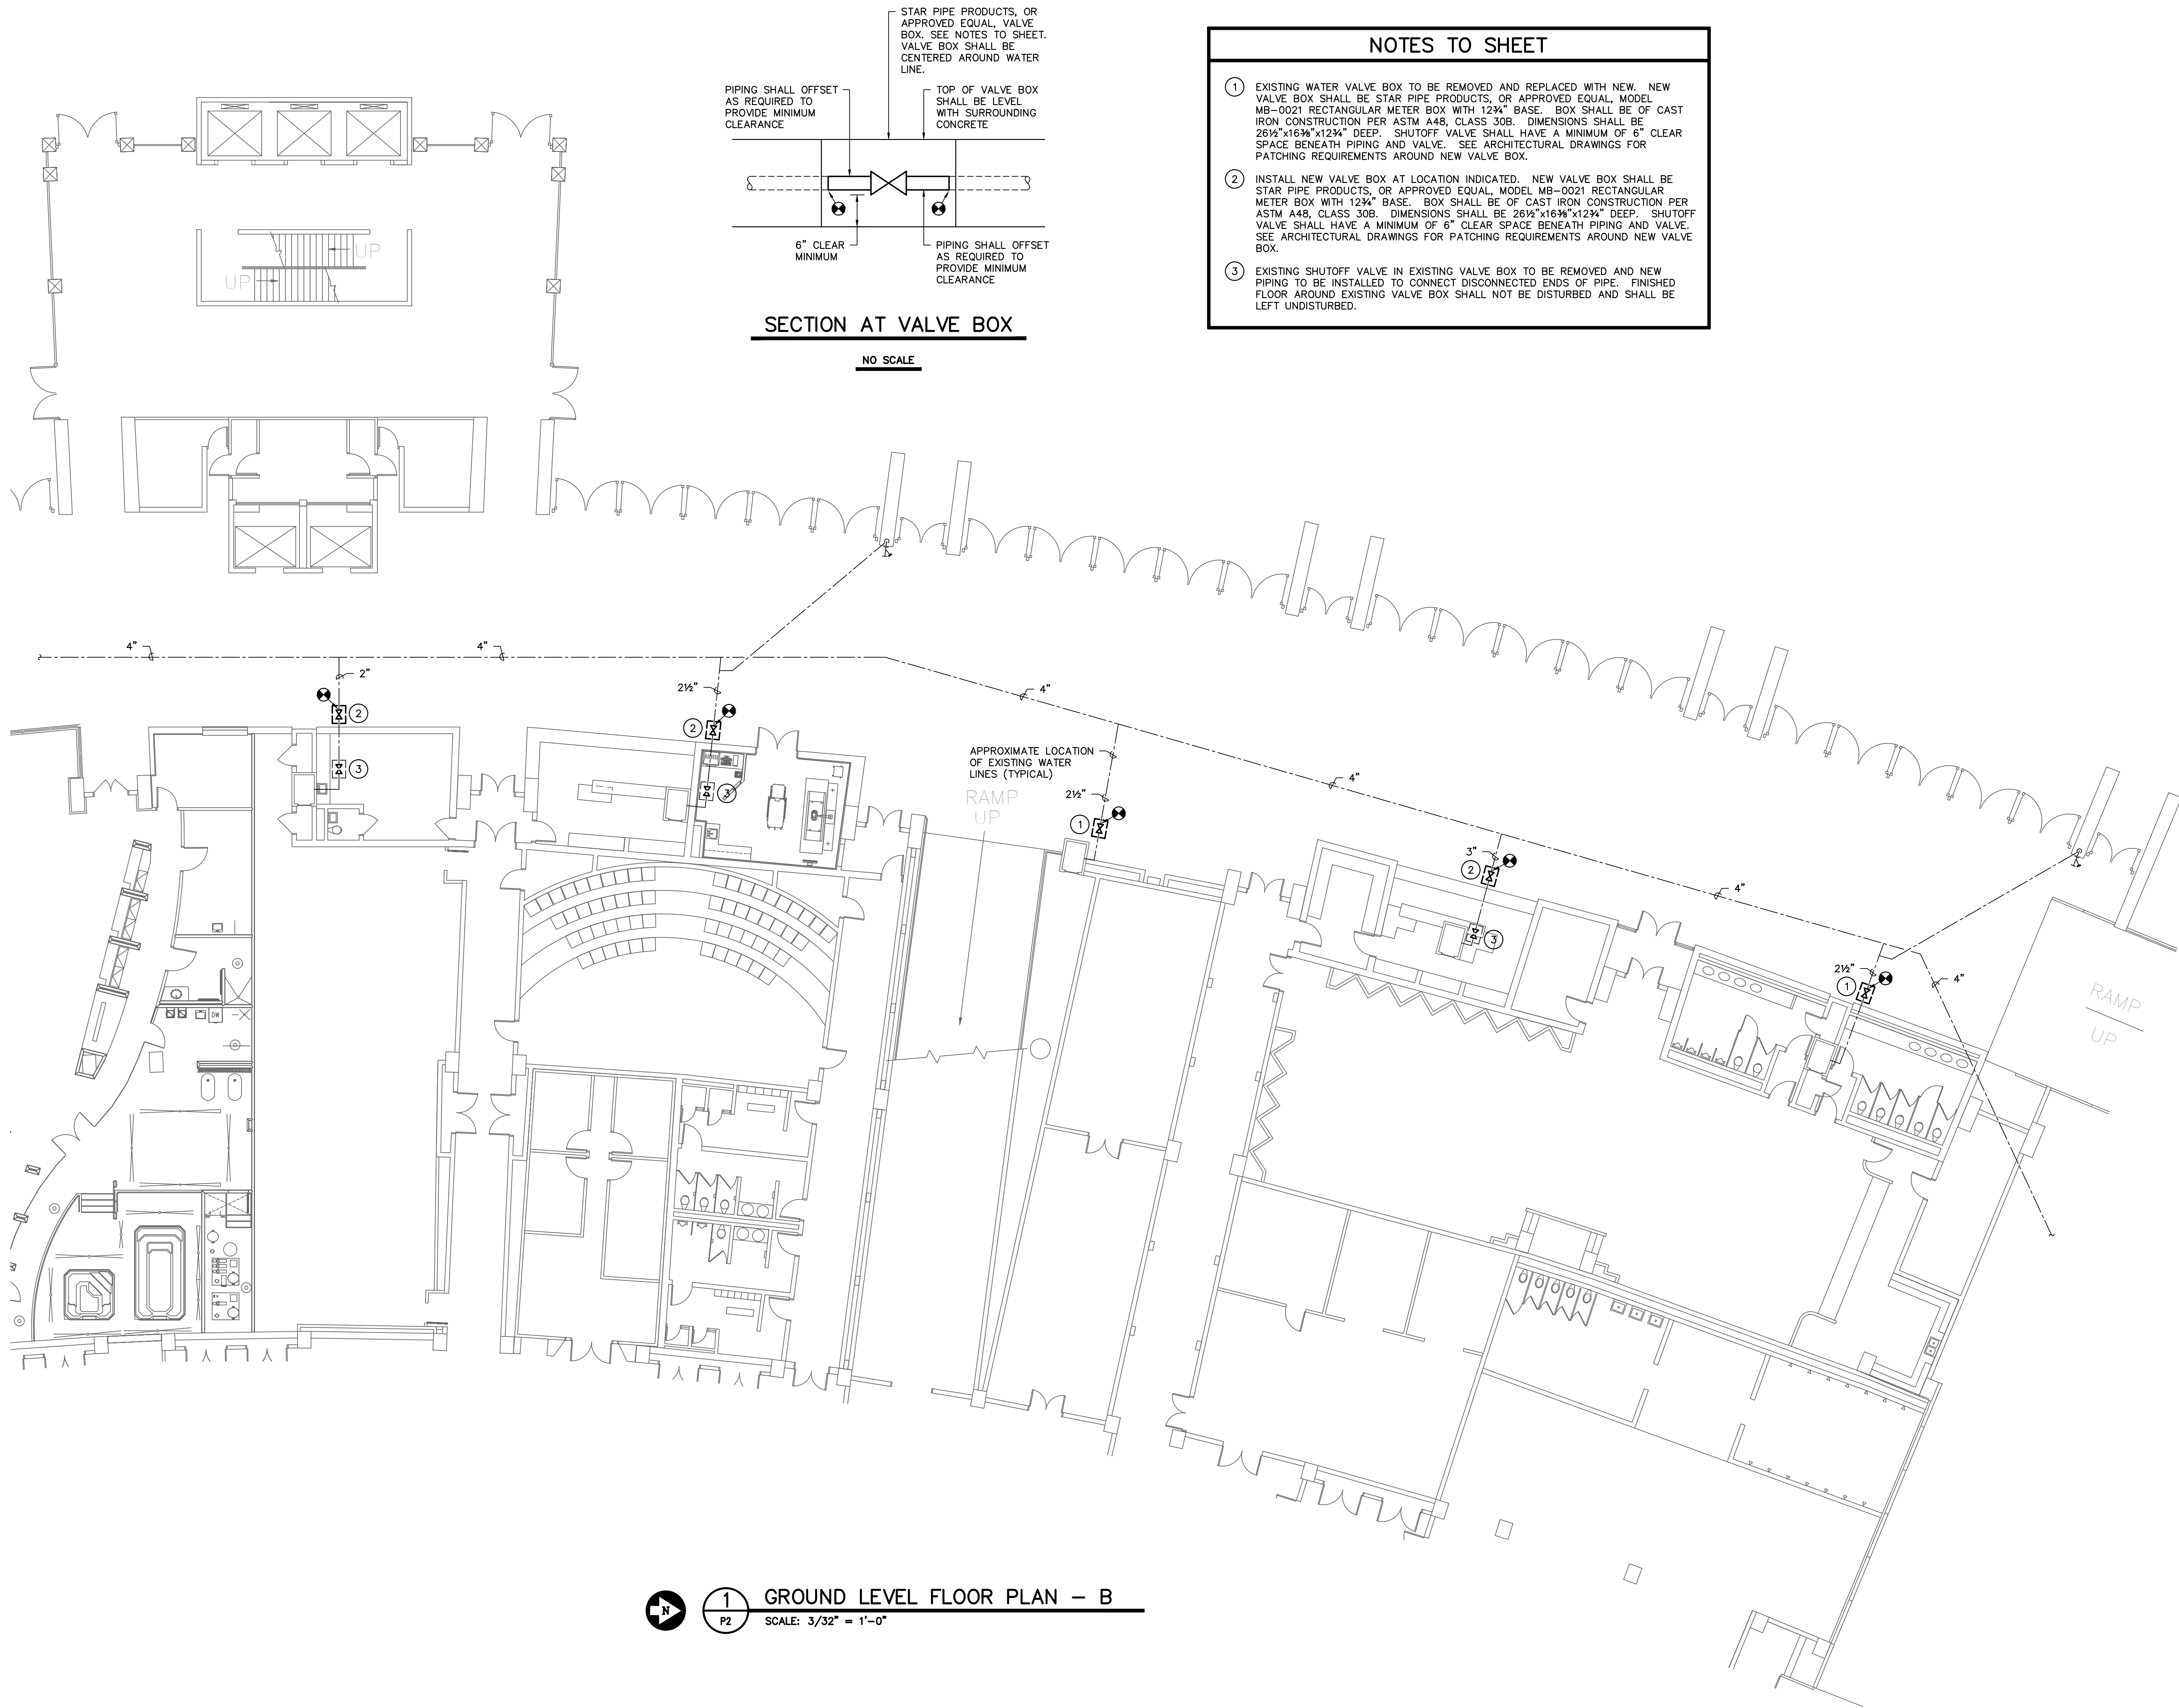 STAR PIPE PRODUCTS, OR
APPROVED EQUAL, VALVE
BOX. SEE NOTES TO SHEET.
VALVE BOX SHALL BE
CENTERED AROUND WATER
LINE.
PIPING SHALL OFFSET
AS REQUIRED TO
PROVIDE MINIMUM
CLEARANCE
TOP OF VALVE BOX
SHALL BE LEVEL
WITH SURROUNDING
CONCRETE
6" CLEAR
MINIMUM
PIPING SHALL OFFSET
AS REQUIRED TO
PROVIDE MINIMUM
CLEARANCE
SECTION AT VALVE BOX
NO SCALE
NOTES TO SHEET
1 EXISTING WATER VALVE BOX TO BE REMOVED AND REPLACED WITH NEW. NEW
VALVE BOX SHALL BE STAR PIPE PRODUCTS, OR APPROVED EQUAL, MODEL
MB-0021 RECTANGULAR METER BOX WITH 12¾" BASE. BOX SHALL BE OF CAST
IRON CONSTRUCTION PER ASTM A48, CLASS 30B. DIMENSIONS SHALL BE
26½"x16⅜"x12¾" DEEP. SHUTOFF VALVE SHALL HAVE A MINIMUM OF 6" CLEAR
SPACE BENEATH PIPING AND VALVE. SEE ARCHITECTURAL DRAWINGS FOR
PATCHING REQUIREMENTS AROUND NEW VALVE BOX.
2 INSTALL NEW VALVE BOX AT LOCATION INDICATED. NEW VALVE BOX SHALL BE
STAR PIPE PRODUCTS, OR APPROVED EQUAL, MODEL MB-0021 RECTANGULAR
METER BOX WITH 12¾" BASE. BOX SHALL BE OF CAST IRON CONSTRUCTION PER
ASTM A48, CLASS 30B. DIMENSIONS SHALL BE 26½"x16⅜"x12¾" DEEP. SHUTOFF
VALVE SHALL HAVE A MINIMUM OF 6" CLEAR SPACE BENEATH PIPING AND VALVE.
SEE ARCHITECTURAL DRAWINGS FOR PATCHING REQUIREMENTS AROUND NEW VALVE
BOX.
3 EXISTING SHUTOFF VALVE IN EXISTING VALVE BOX TO BE REMOVED AND NEW
PIPING TO BE INSTALLED TO CONNECT DISCONNECTED ENDS OF PIPE. FINISHED
FLOOR AROUND EXISTING VALVE BOX SHALL NOT BE DISTURBED AND SHALL BE
LEFT UNDISTURBED.
UP
UP
4"
4"
2"
2½"
4"
2
2
3
3
APPROXIMATE LOCATION
OF EXISTING WATER
LINES (TYPICAL)
2½"
1
RAMP
UP
4"
3"
2
3
4"
2½"
1
4"
RAMP
UP
DW
N
1
P2
GROUND LEVEL FLOOR PLAN - B
SCALE: 3/32" = 1'-0"